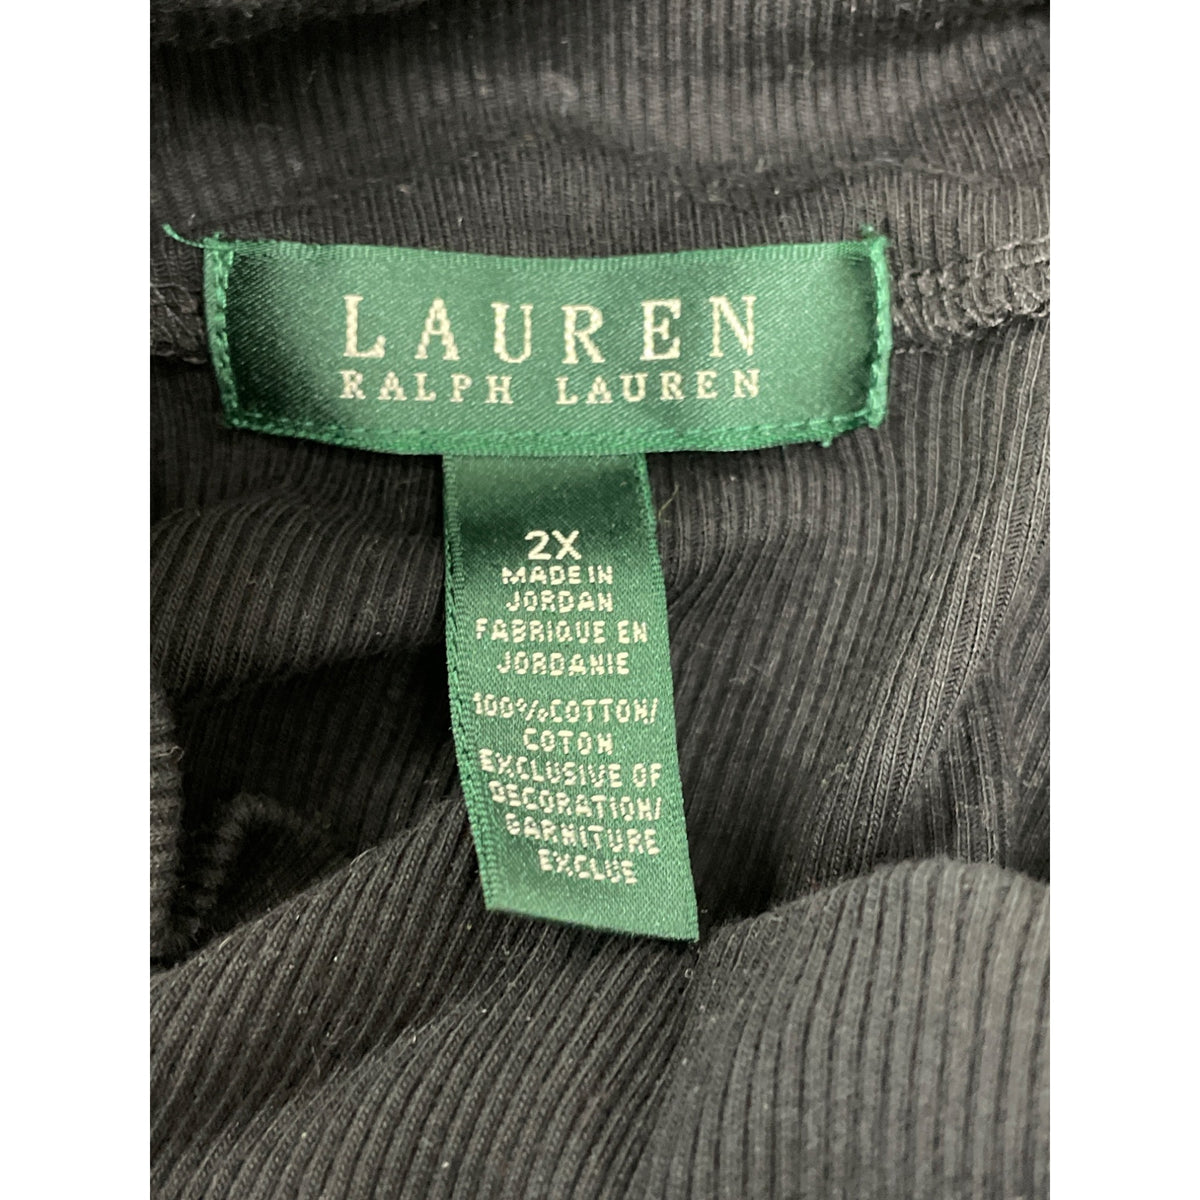 LAUREN
RALPH LAUREN
2X
MADE IN
JORDAN
FABRIQUE EN
JORDANIE
100%COTTON/
COTON
EXCLUSIVE OF
DECORATION/
GARNITURE
EXCLUE